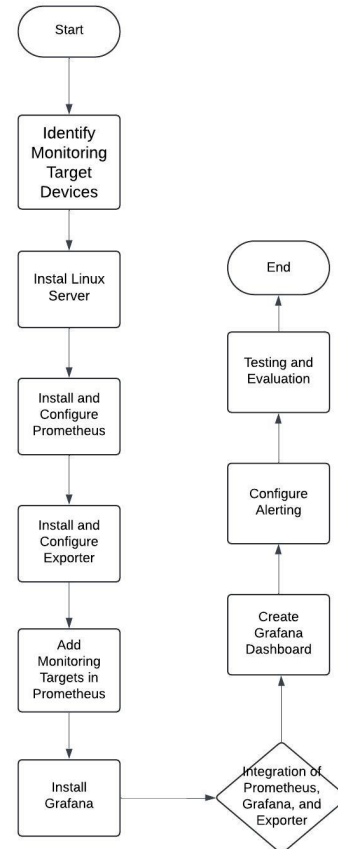 Start
Identify
Monitoring
Target
Devices
Instal Linux
Server
Install and
Configure
Prometheus
Install and
Configure
Exporter
Add
Monitoring
Targets in
Prometheus
Install
Grafana
Integration of
Prometheus,
Grafana, and
Exporter
Create
Grafana
Dashboard
Configure
Alerting
Testing and
Evaluation
End